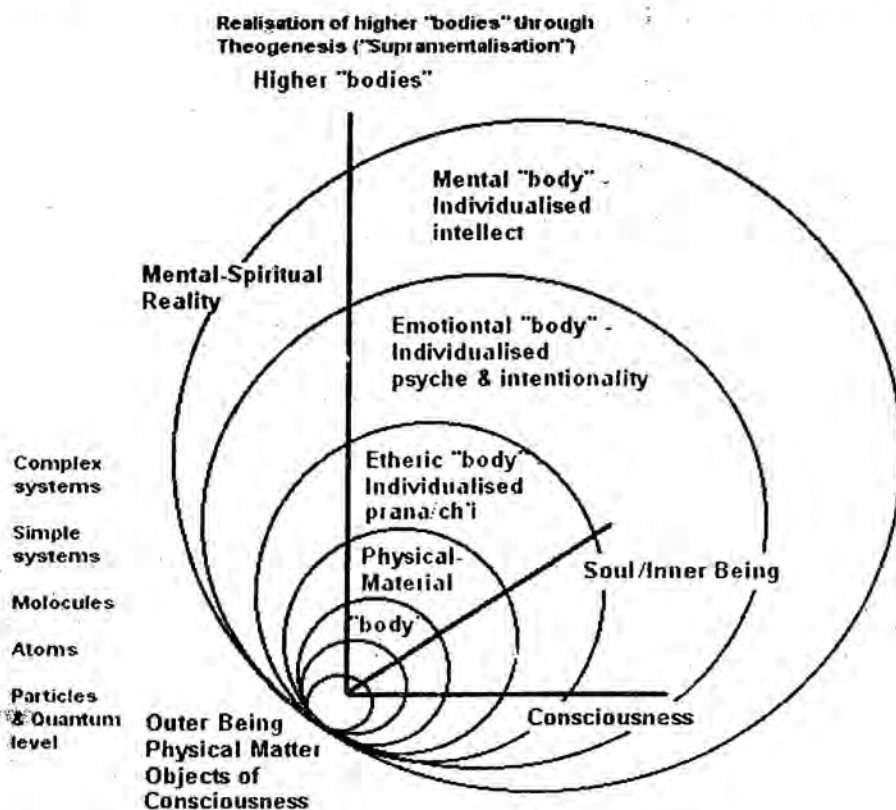 Realisation of higher "bodies" through
Theogenesis ("Supramentalisation")
Higher "bodies"
Mental "body" -
Individualised
intellect
Mental-Spiritual
Reality
Emotiontal "body" -
Individualised
psyche & intentionality
Etheric "body" -
Individualised
prana/ch'i
Physical-
Material
"body"
Soul/Inner Being
Consciousness
Complex
systems
Simple
systems
Molocules
Atoms
Particles
& Quantum
level
Outer Being
Physical Matter
Objects of
Consciousness